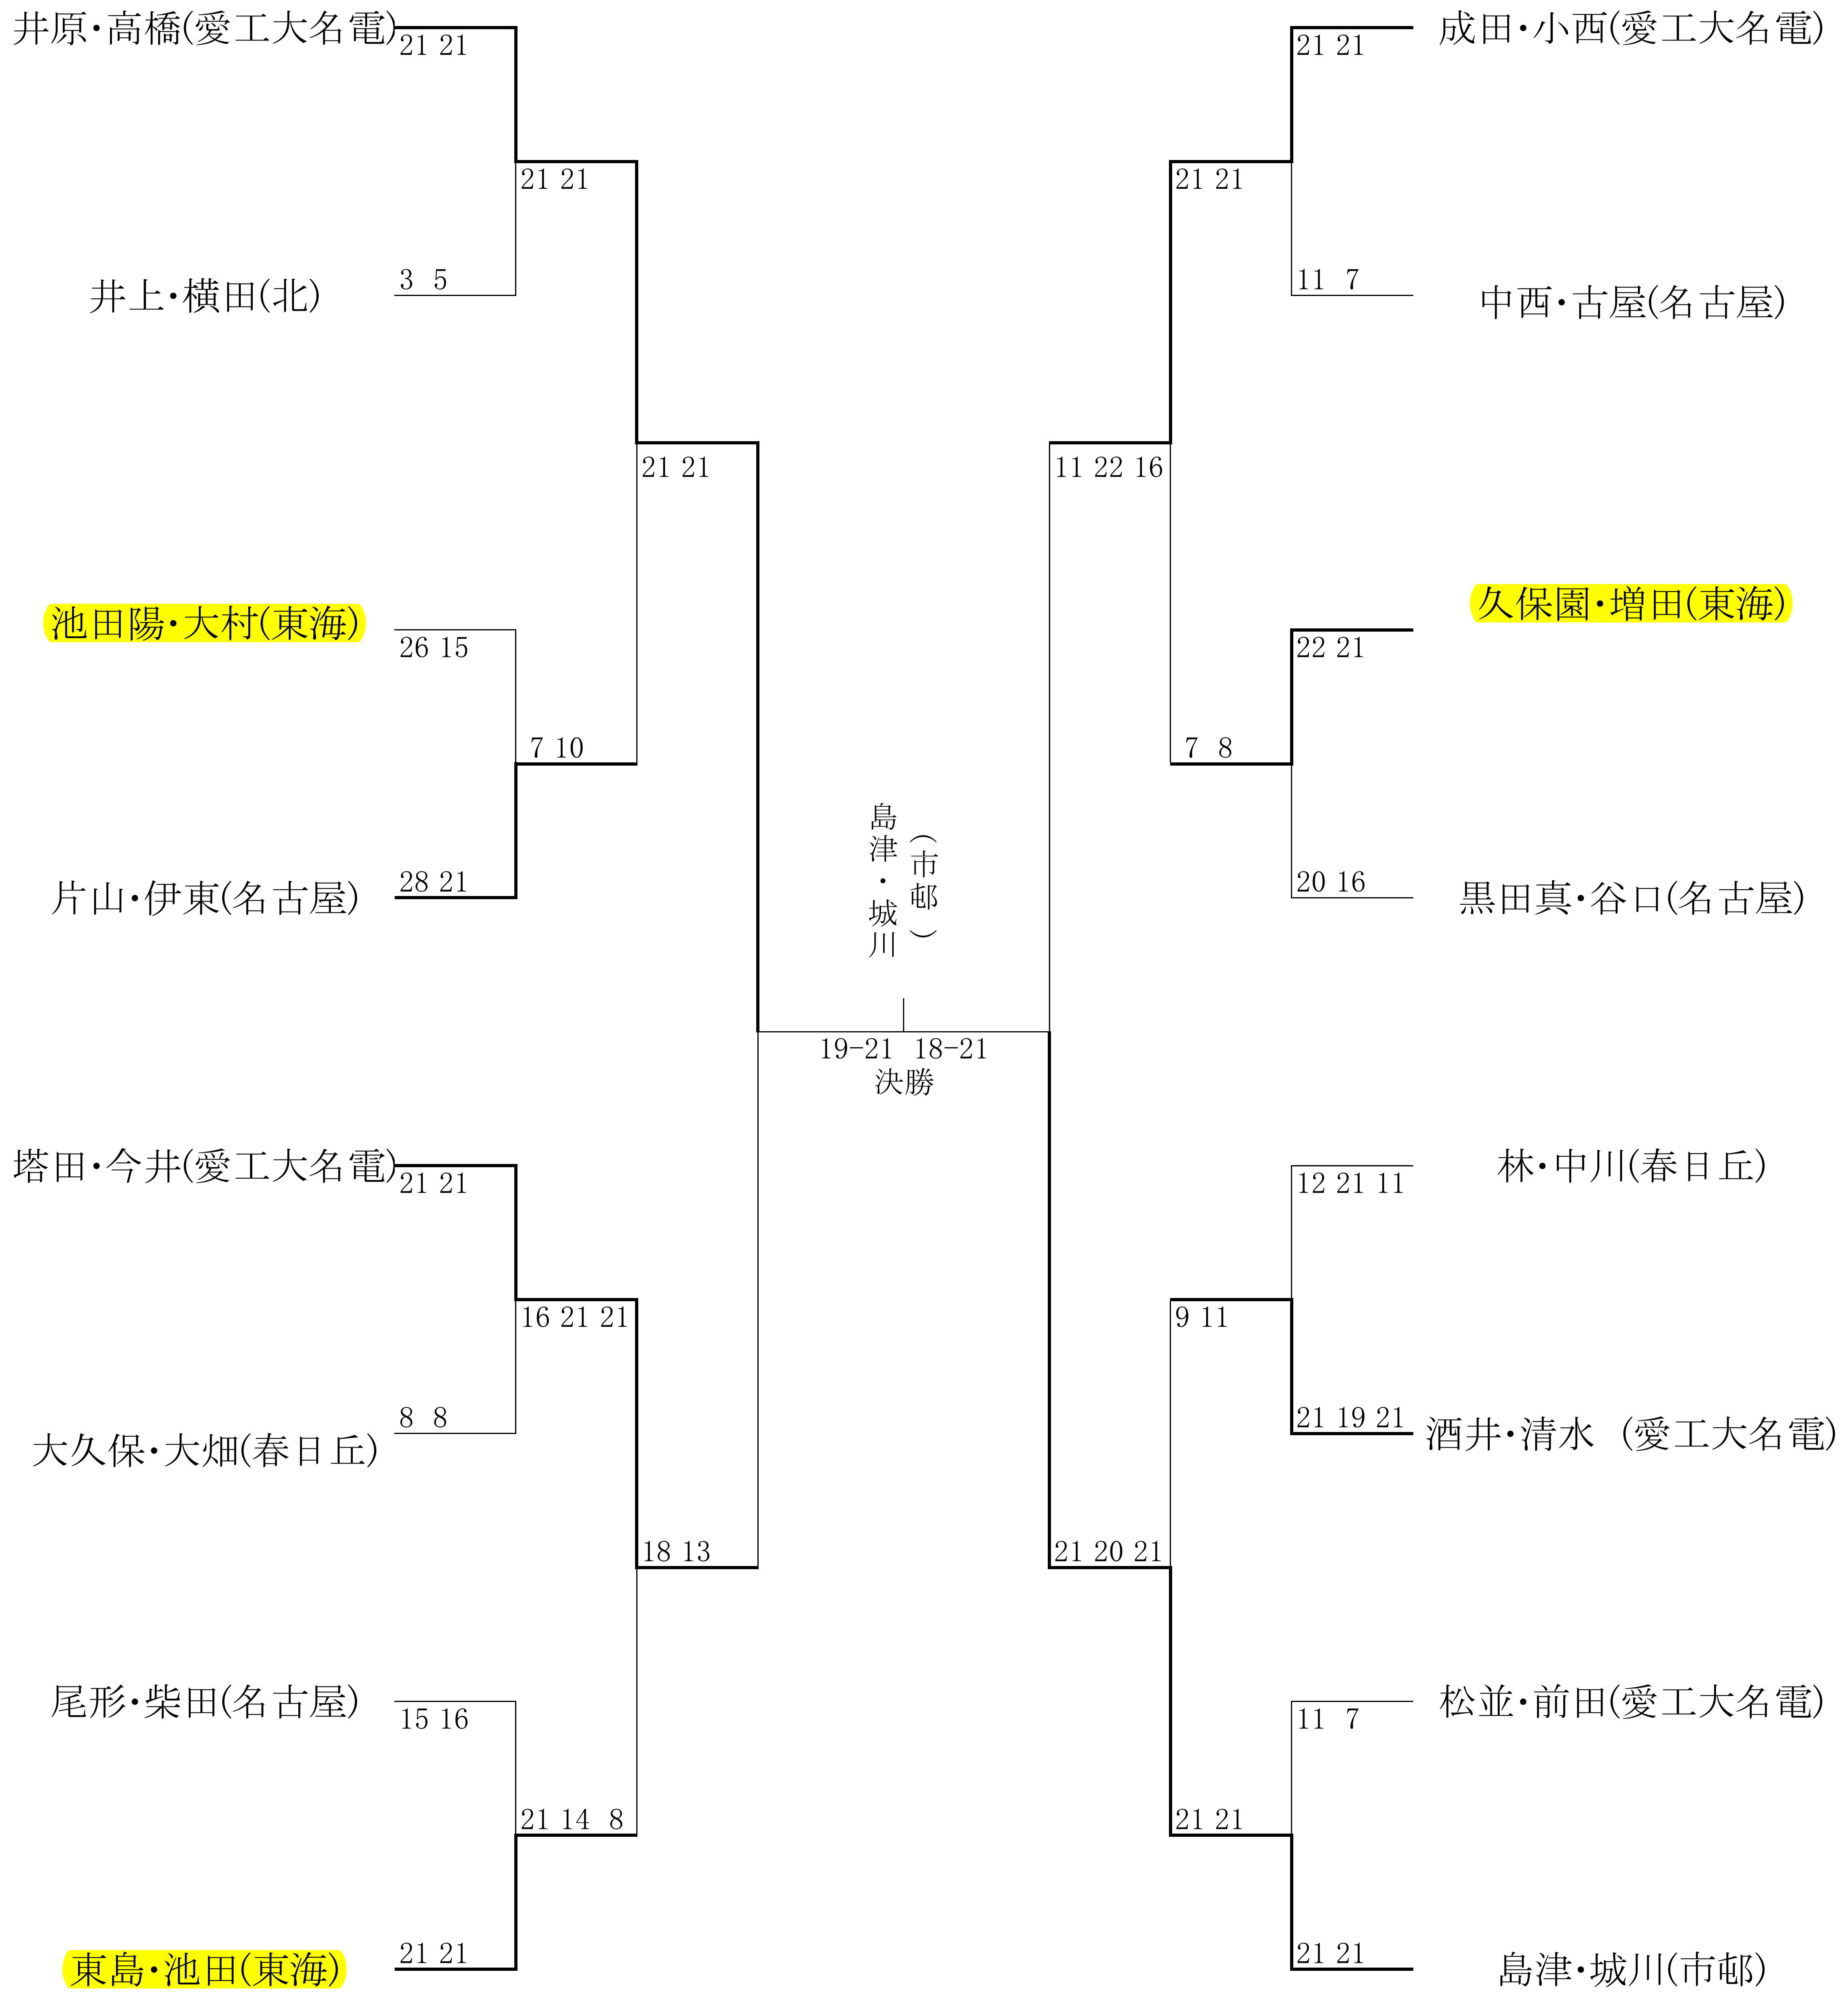 井原・高橋(愛工大名電)
21 21
21 21
3 5
井上・横田(北)
21 21
池田陽・大村(東海)
26 15
7 10
28 21
片山・伊東(名古屋)
塔田・今井(愛工大名電)
21 21
16 21 21
8 8
大久保・大畑(春日丘)
18 13
尾形・柴田(名古屋)
15 16
21 14 8
21 21
東島・池田(東海)
島津・城川
(市邨)
19-21 18-21
決勝
成田・小西(愛工大名電)
21 21
21 21
11 7
中西・古屋(名古屋)
11 22 16
久保園・増田(東海)
22 21
7 8
20 16
黒田真・谷口(名古屋)
林・中川(春日丘)
12 21 11
9 11
21 19 21
酒井・清水 (愛工大名電)
21 20 21
松並・前田(愛工大名電)
11 7
21 21
21 21
島津・城川(市邨)